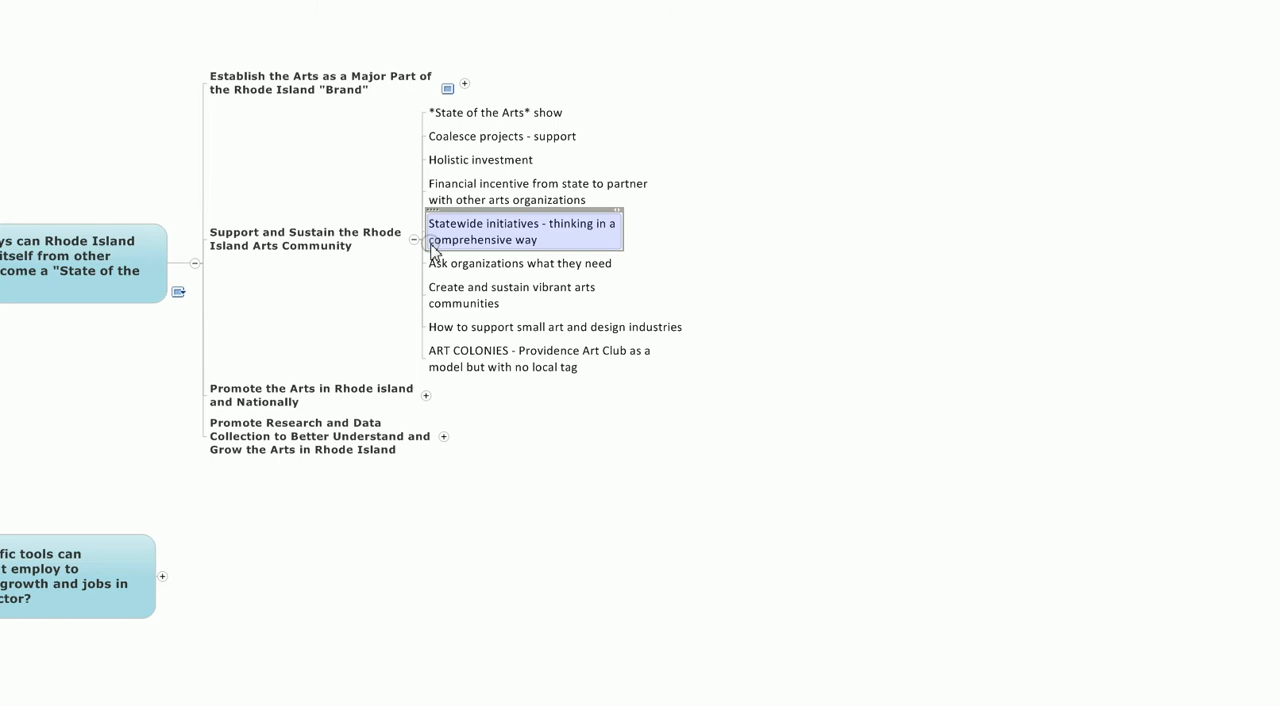 Establish the Arts as a Major Part of
the Rhode Island "Brand"
*State of the Arts* show
Coalesce projects - support
Holistic investment
Financial incentive from state to partner
with other arts organizations
Support and Sustain the Rhode
Island Arts Community
Statewide initiatives - thinking in a
comprehensive way
Ask organizations what they need
Create and sustain vibrant arts
communities
How to support small art and design industries
ART COLONIES - Providence Art Club as a
model but with no local tag
can Rhode Island
itself from other
come a "State of the
Promote the Arts in Rhode island
and Nationally
Promote Research and Data
Collection to Better Understand and
Grow the Arts in Rhode Island
tools can
employ to
growth and jobs in